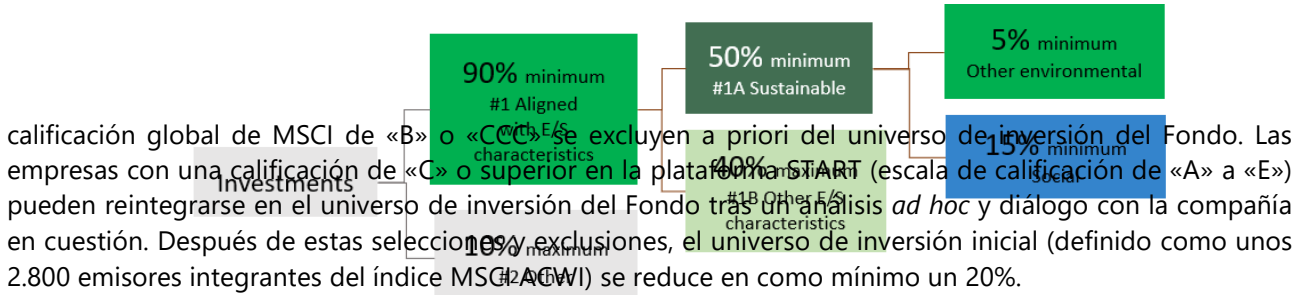 90% minimum
#1 Aligned
with E/S
characteristics
50% minimum
#1A Sustainable
5% minimum
Other environmental
15% minimum
Social
40% maximum
#1B Other E/S
characteristics
Investments
10% maximum
#2 Other
calificación global de MSCI de «B» o «CCC» se excluyen a priori del universo de inversión del Fondo. Las
empresas con una calificación de «C» o superior en la plataforma START (escala de calificación de «A» a «E»)
pueden reintegrarse en el universo de inversión del Fondo tras un análisis ad hoc y diálogo con la compañía
en cuestión. Después de estas selecciones y exclusiones, el universo de inversión inicial (definido como unos
2.800 emisores integrantes del índice MSCI ACWI) se reduce en como mínimo un 20%.